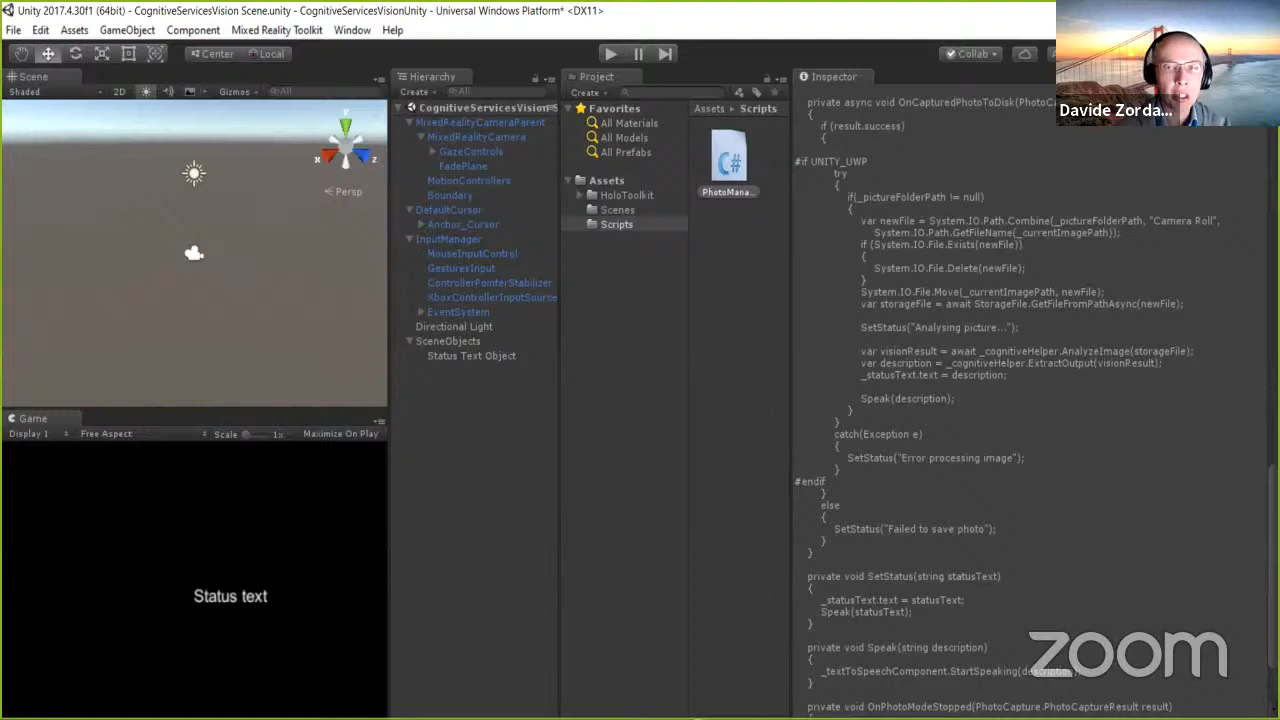 Unity 2017.4.30f1 (64bit) - CognitiveServicesVision Scene.unity - CognitiveServicesVisionUnity - Universal Windows Platform* <DX11>
File Edit Assets GameObject Component Mixed Reality Toolkit Window Help
Center Local Collab
Davide Zorda...
Scene
Shaded 2D Gizmos All
y
x z
Persp
Game
Display 1 Free Aspect Scale 1x Maximize On Play
Status text
Hierarchy
Create All
CognitiveServicesVision
MixedRealityCameraParent
MixedRealityCamera
GazeControls
FadePlane
MotionControllers
Boundary
DefaultCursor
Anchor_Cursor
InputManager
MouseInputControl
GesturesInput
ControllerPointerStabilizer
XboxControllerInputSource
EventSystem
Directional Light
SceneObjects
Status Text Object
Project
Create
Favorites
All Materials
All Models
All Prefabs
Assets
HoloToolkit
Scenes
Scripts
Assets Scripts
C#
PhotoMana...
Inspector
private async void OnCapturedPhotoToDisk(PhotoCa
{
if (result.success)
{
#if UNITY_UWP
try
{
if(_pictureFolderPath != null)
{
var newFile = System.IO.Path.Combine(_pictureFolderPath, "Camera Roll",
System.IO.Path.GetFileName(_currentImagePath));
if (System.IO.File.Exists(newFile))
{
System.IO.File.Delete(newFile);
}
System.IO.File.Move(_currentImagePath, newFile);
var storageFile = await StorageFile.GetFileFromPathAsync(newFile);
SetStatus("Analysing picture...");
var visionResult = await _cognitiveHelper.AnalyzeImage(storageFile);
var description = _cognitiveHelper.ExtractOutput(visionResult);
_statusText.text = description;
Speak(description);
}
}
catch(Exception e)
{
SetStatus("Error processing image");
}
#endif
}
else
{
SetStatus("Failed to save photo");
}
}
private void SetStatus(string statusText)
{
_statusText.text = statusText;
Speak(statusText);
}
private void Speak(string description)
{
_textToSpeechComponent.StartSpeaking(description);
}
private void OnPhotoModeStopped(PhotoCapture.PhotoCaptureResult result)
zoom